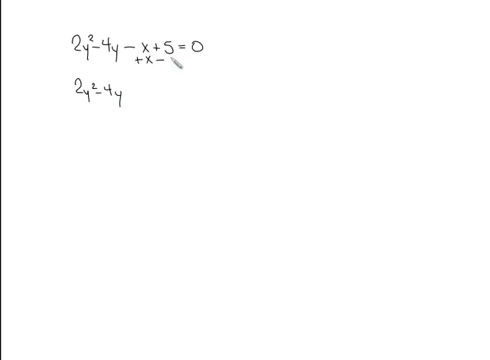 2y² - 4y - x + 5 = 0
+x -
2y² - 4y